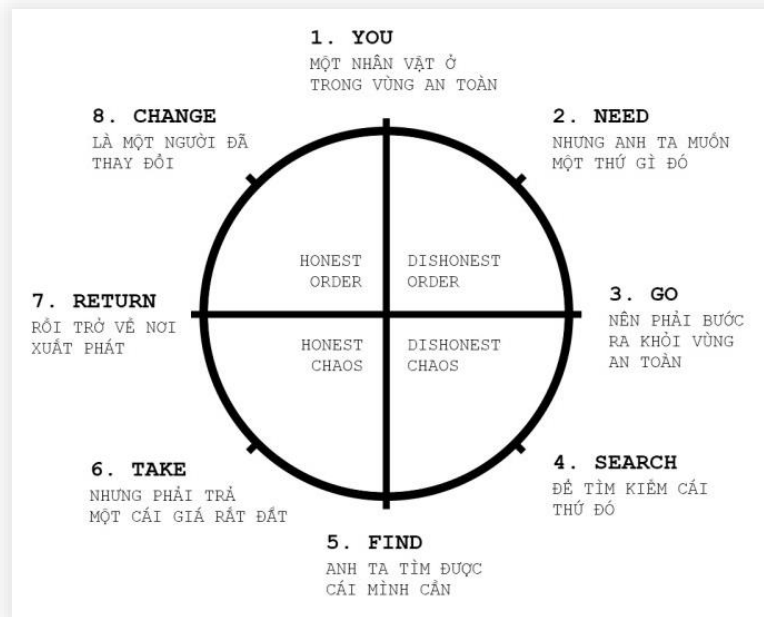 1. YOU
MỘT NHÂN VẬT Ở
TRONG VÙNG AN TOÀN
2. NEED
NHƯNG ANH TA MUỐN
MỘT THỨ GÌ ĐÓ
3. GO
NÊN PHẢI BƯỚC
RA KHỎI VÙNG
AN TOÀN
4. SEARCH
ĐỂ TÌM KIẾM CÁI
THỨ ĐÓ
5. FIND
ANH TA TÌM ĐƯỢC
CÁI MÌNH CẦN
6. TAKE
NHƯNG PHẢI TRẢ
MỘT CÁI GIÁ RẤT ĐẮT
7. RETURN
RỒI TRỞ VỀ NƠI
XUẤT PHÁT
8. CHANGE
LÀ MỘT NGƯỜI ĐÃ
THAY ĐỔI
HONEST
ORDER
DISHONEST
ORDER
HONEST
CHAOS
DISHONEST
CHAOS